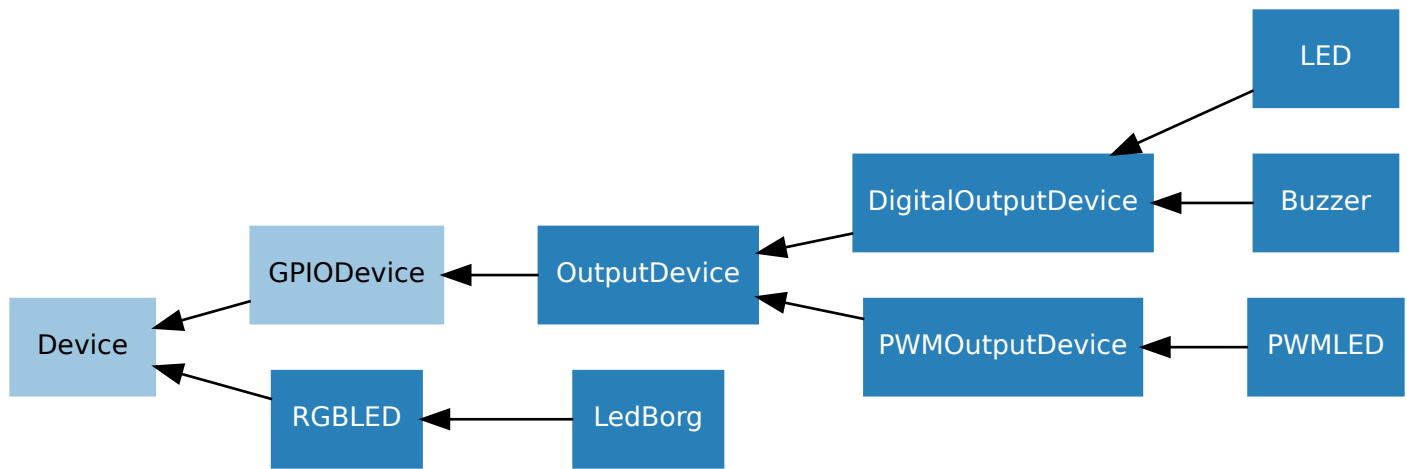 LED
DigitalOutputDevice
Buzzer
GPIODevice
OutputDevice
Device
PWMOutputDevice
PWMLED
RGBLED
LedBorg